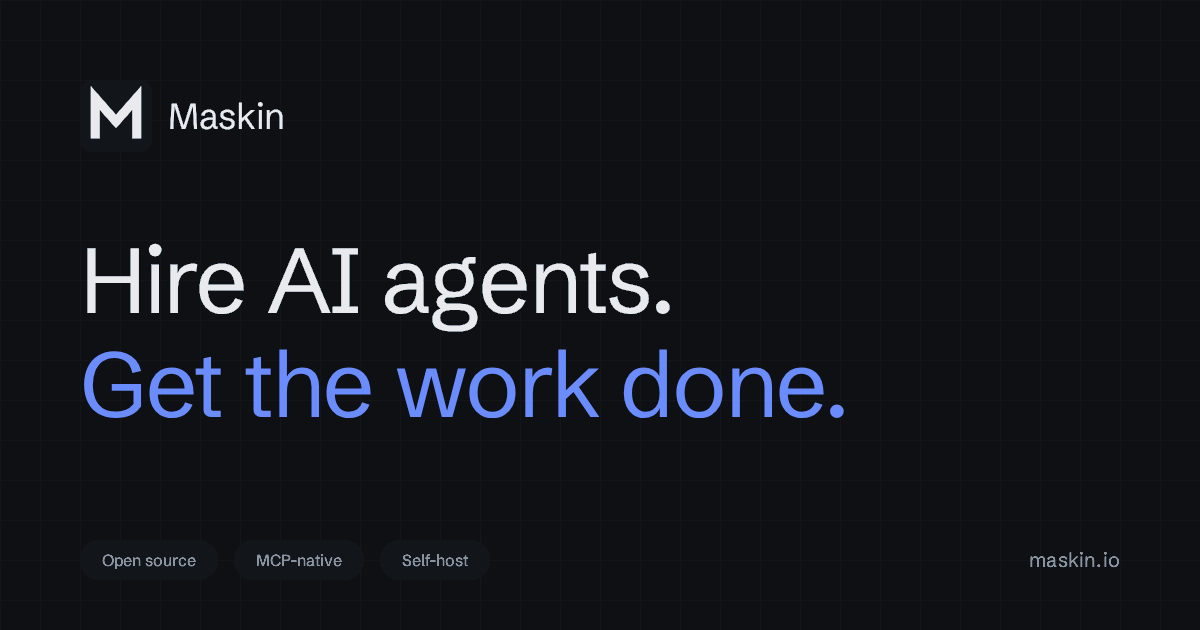 Maskin
Hire AI agents.
Get the work done.
Open source
MCP-native
Self-host
maskin.io